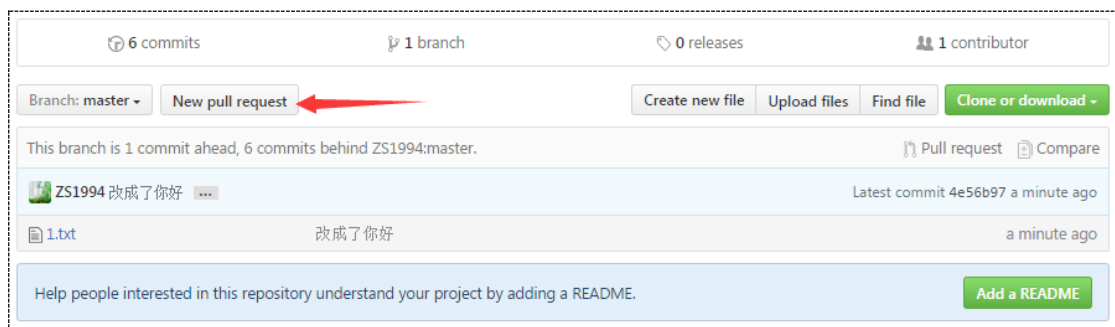 6 commits 1 branch 0 releases 1 contributor
Branch: master New pull request Create new file Upload files Find file Clone or download
This branch is 1 commit ahead, 6 commits behind ZS1994:master. Pull request Compare
ZS1994 改成了你好 ... Latest commit 4e56b97 a minute ago
1.txt 改成了你好 a minute ago
Help people interested in this repository understand your project by adding a README. Add a README